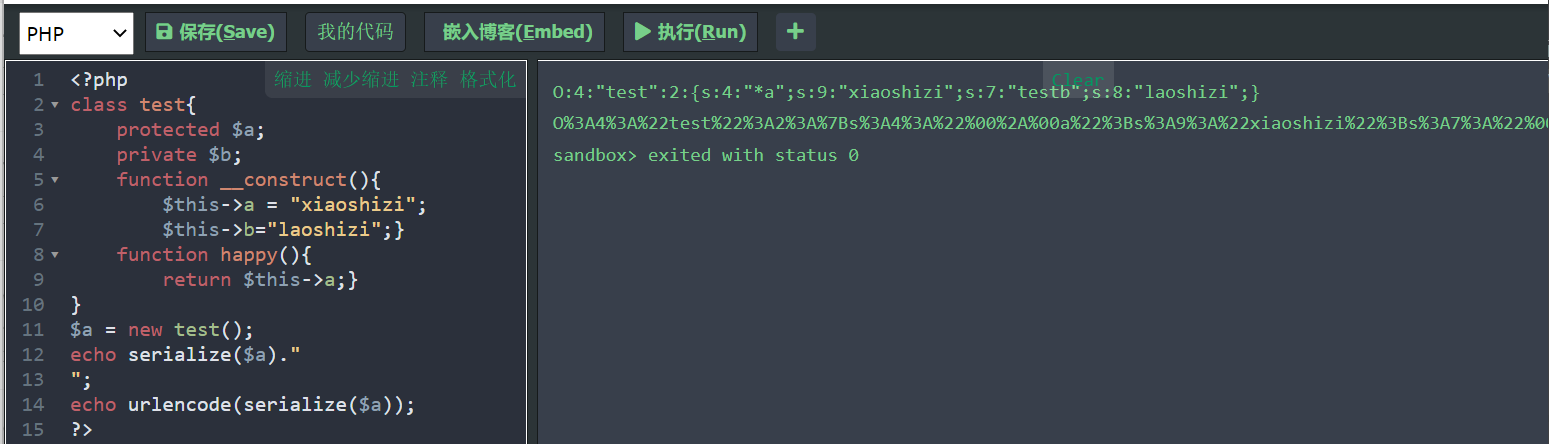 PHP 保存(Save) 我的代码 嵌入博客(Embed) 执行(Run) +
缩进 减少缩进 注释 格式化
1 <?php
2 class test{
3 protected $a;
4 private $b;
5 function __construct(){
6 $this->a = "xiaoshizi";
7 $this->b="laoshizi";}
8 function happy(){
9 return $this->a;}
10 }
11 $a = new test();
12 echo serialize($a)."
13 ";
14 echo urlencode(serialize($a));
15 ?>
Clear
O:4:"test":2:{s:4:"*a";s:9:"xiaoshizi";s:7:"testb";s:8:"laoshizi";}
O%3A4%3A%22test%22%3A2%3A%7Bs%3A4%3A%22%00%2A%00a%22%3Bs%3A9%3A%22xiaoshizi%22%3Bs%3A7%3A%22%00
sandbox> exited with status 0